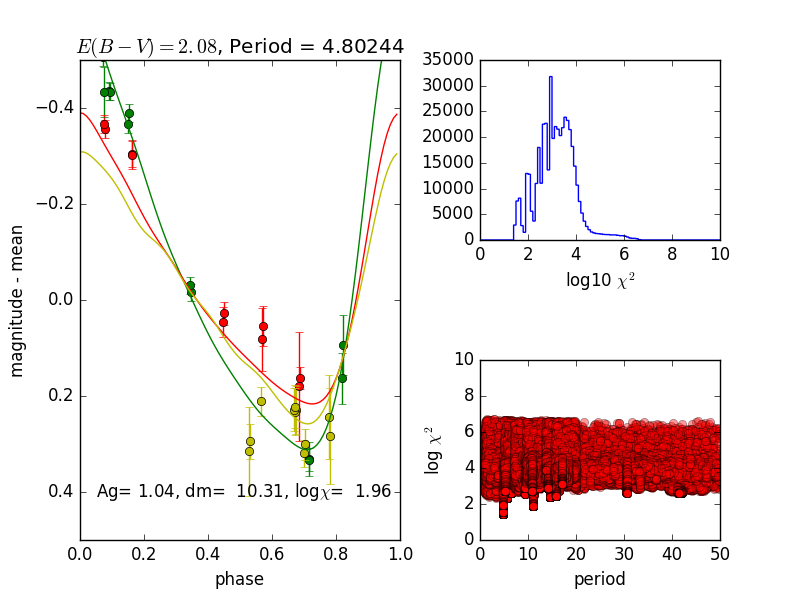 E(B − V) = 2.08, Period = 4.80244
−0.4
−0.2
0.0
0.2
0.4
magnitude - mean
Ag= 1.04, dm= 10.31, logχ= 1.96
0.0 0.2 0.4 0.6 0.8 1.0
phase
35000
30000
25000
20000
15000
10000
5000
0
0 2 4 6 8 10
log10 χ²
10
8
6
4
2
0
log χ²
0 10 20 30 40 50
period